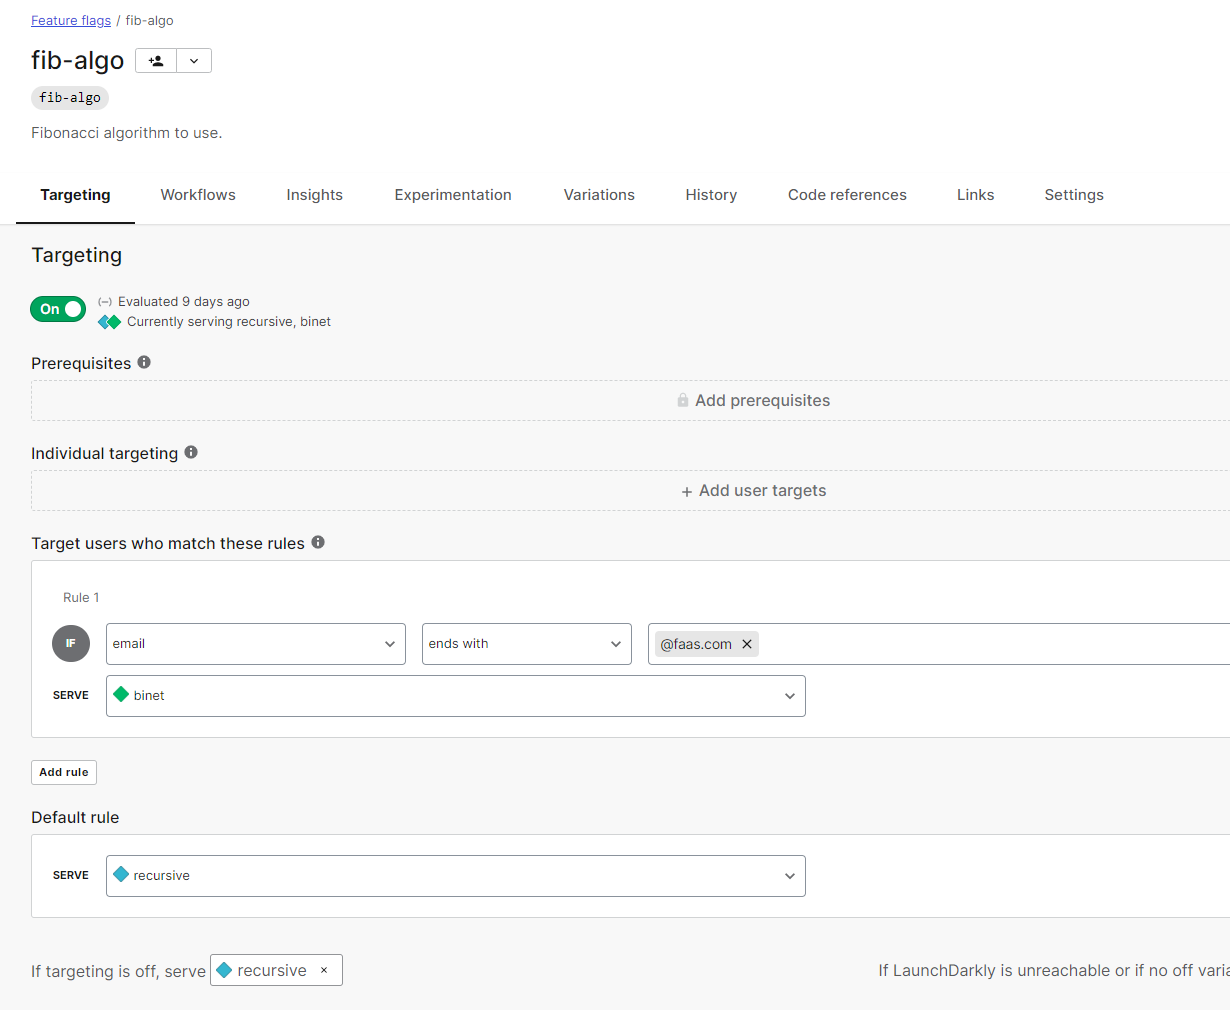 Feature flags / fib-algo
fib-algo
fib-algo
Fibonacci algorithm to use.
Targeting Workflows Insights Experimentation Variations History Code references Links Settings
Targeting
On
(–) Evaluated 9 days ago
Currently serving recursive, binet
Prerequisites
Add prerequisites
Individual targeting
+ Add user targets
Target users who match these rules
Rule 1
IF email ends with @faas.com ×
SERVE binet
Add rule
Default rule
SERVE recursive
If targeting is off, serve recursive ×
If LaunchDarkly is unreachable or if no off varia